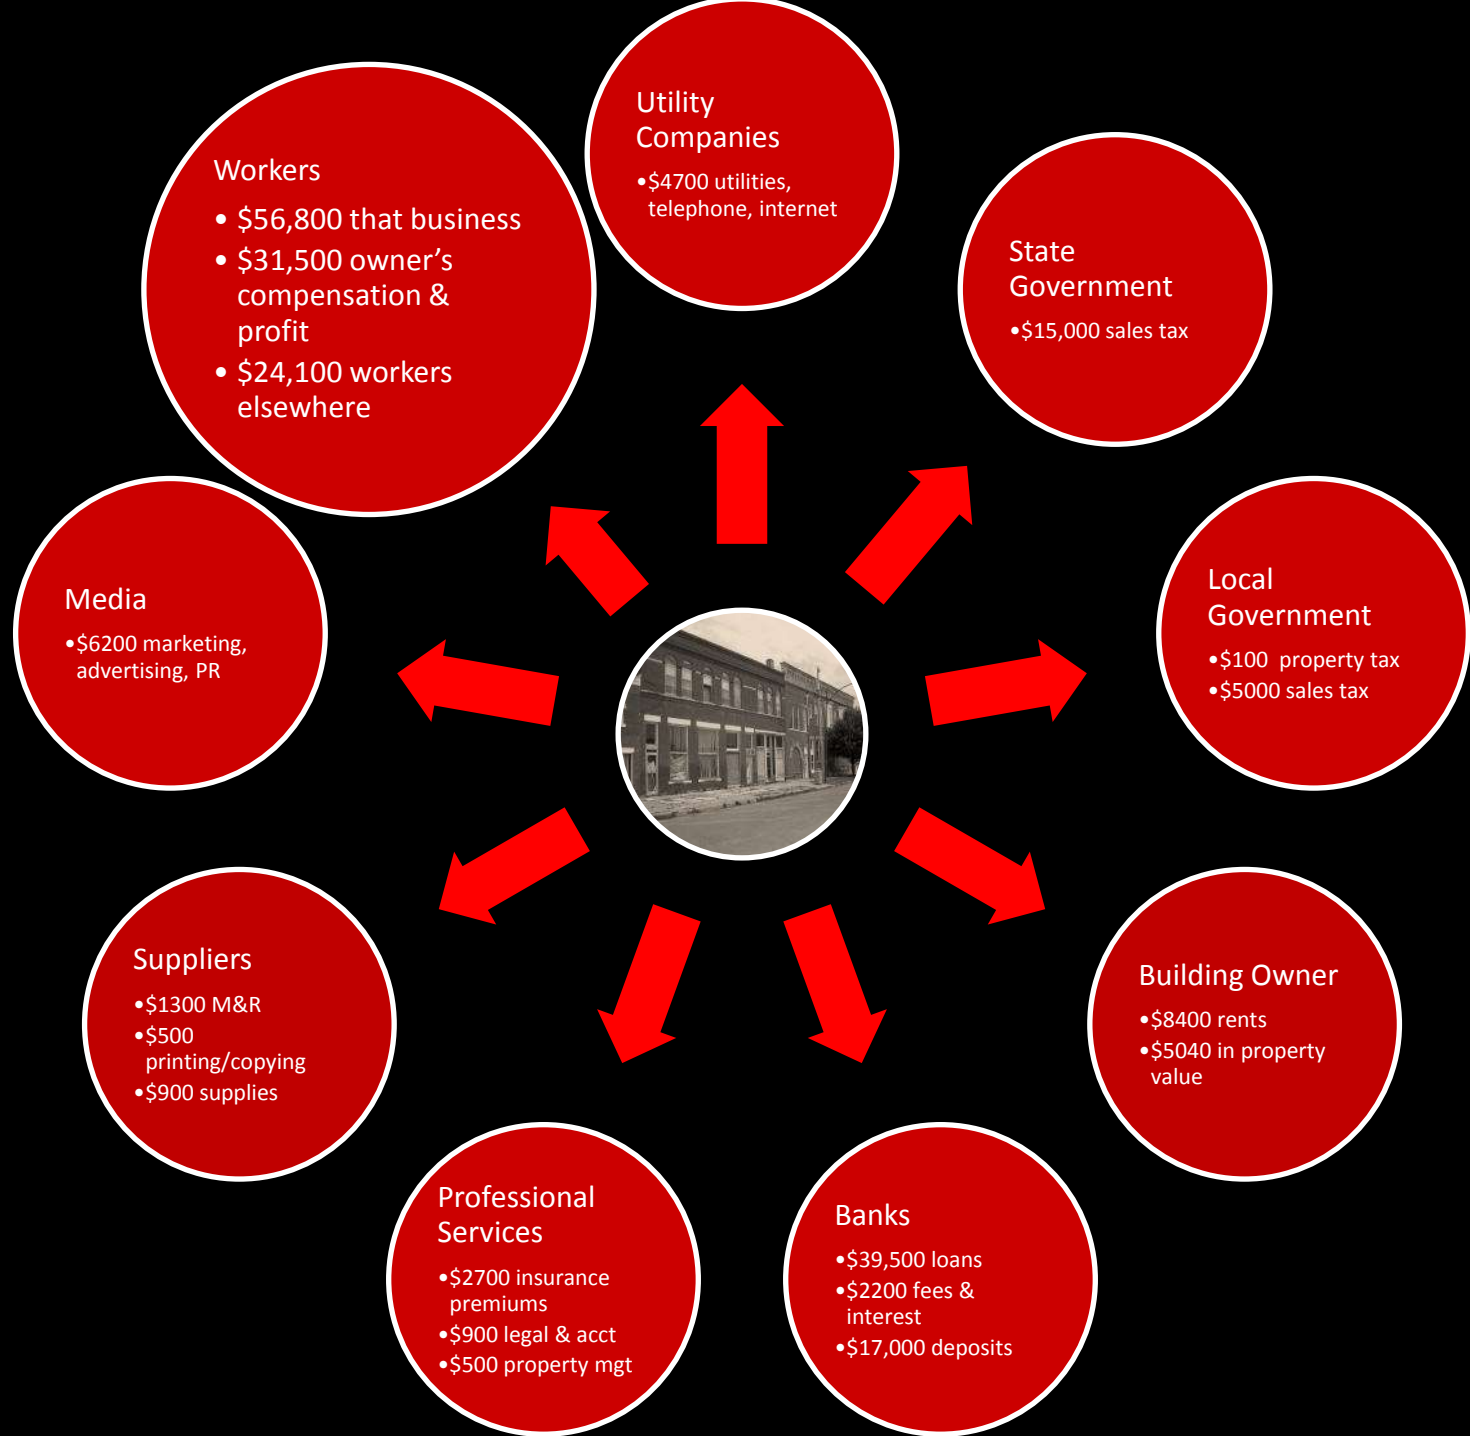 Utility
Companies
•$4700 utilities,
telephone, internet
Workers
• $56,800 that business
• $31,500 owner’s
compensation &
profit
• $24,100 workers
elsewhere
State
Government
•$15,000 sales tax
Local
Government
•$100 property tax
•$5000 sales tax
Media
•$6200 marketing,
advertising, PR
Suppliers
•$1300 M&R
•$500
printing/copying
•$900 supplies
Building Owner
•$8400 rents
•$5040 in property
value
Professional
Services
•$2700 insurance
premiums
•$900 legal & acct
•$500 property mgt
Banks
•$39,500 loans
•$2200 fees &
interest
•$17,000 deposits